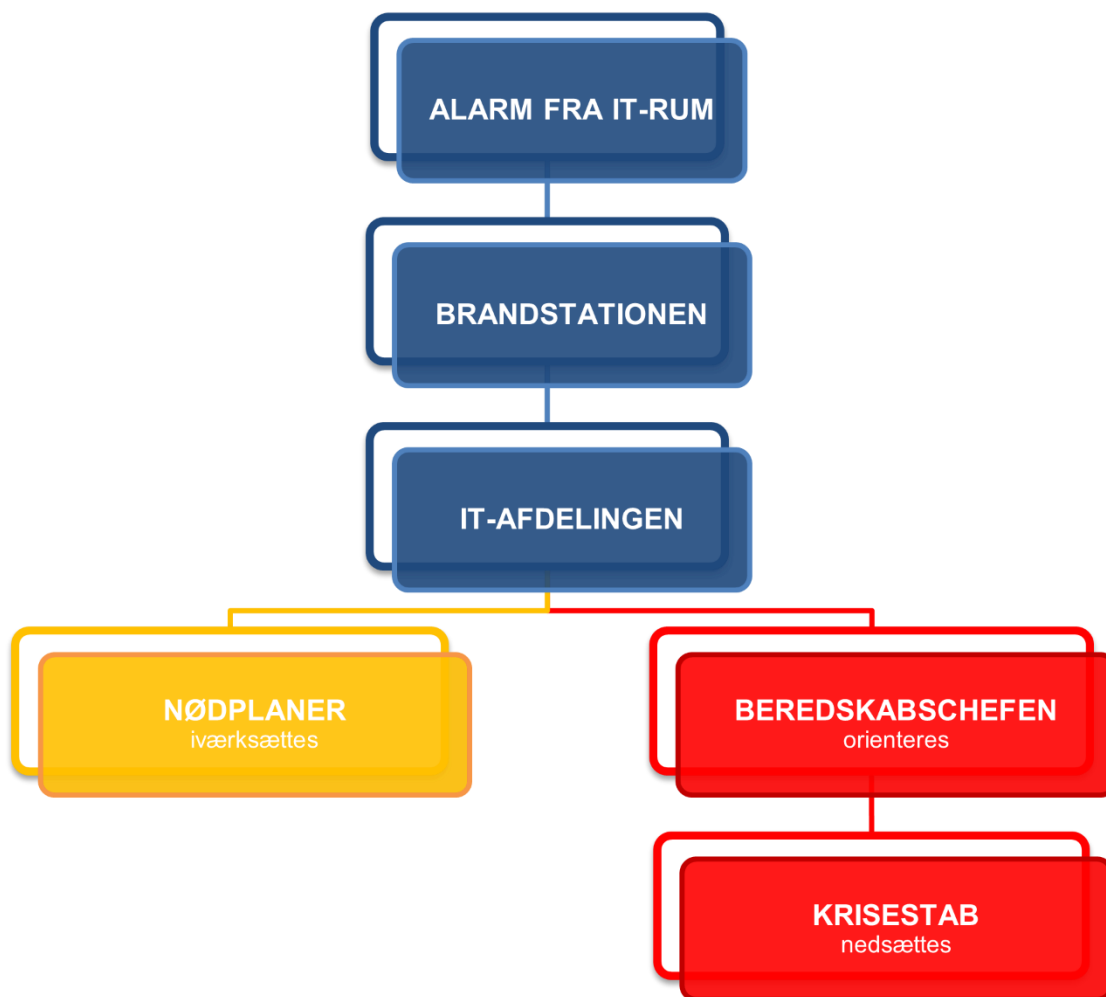 ALARM FRA IT-RUM
BRANDSTATIONEN
IT-AFDELINGEN
NØDPLANER
iværksættes
BEREDSKABSCHEFEN
orienteres
KRISESTAB
nedsættes